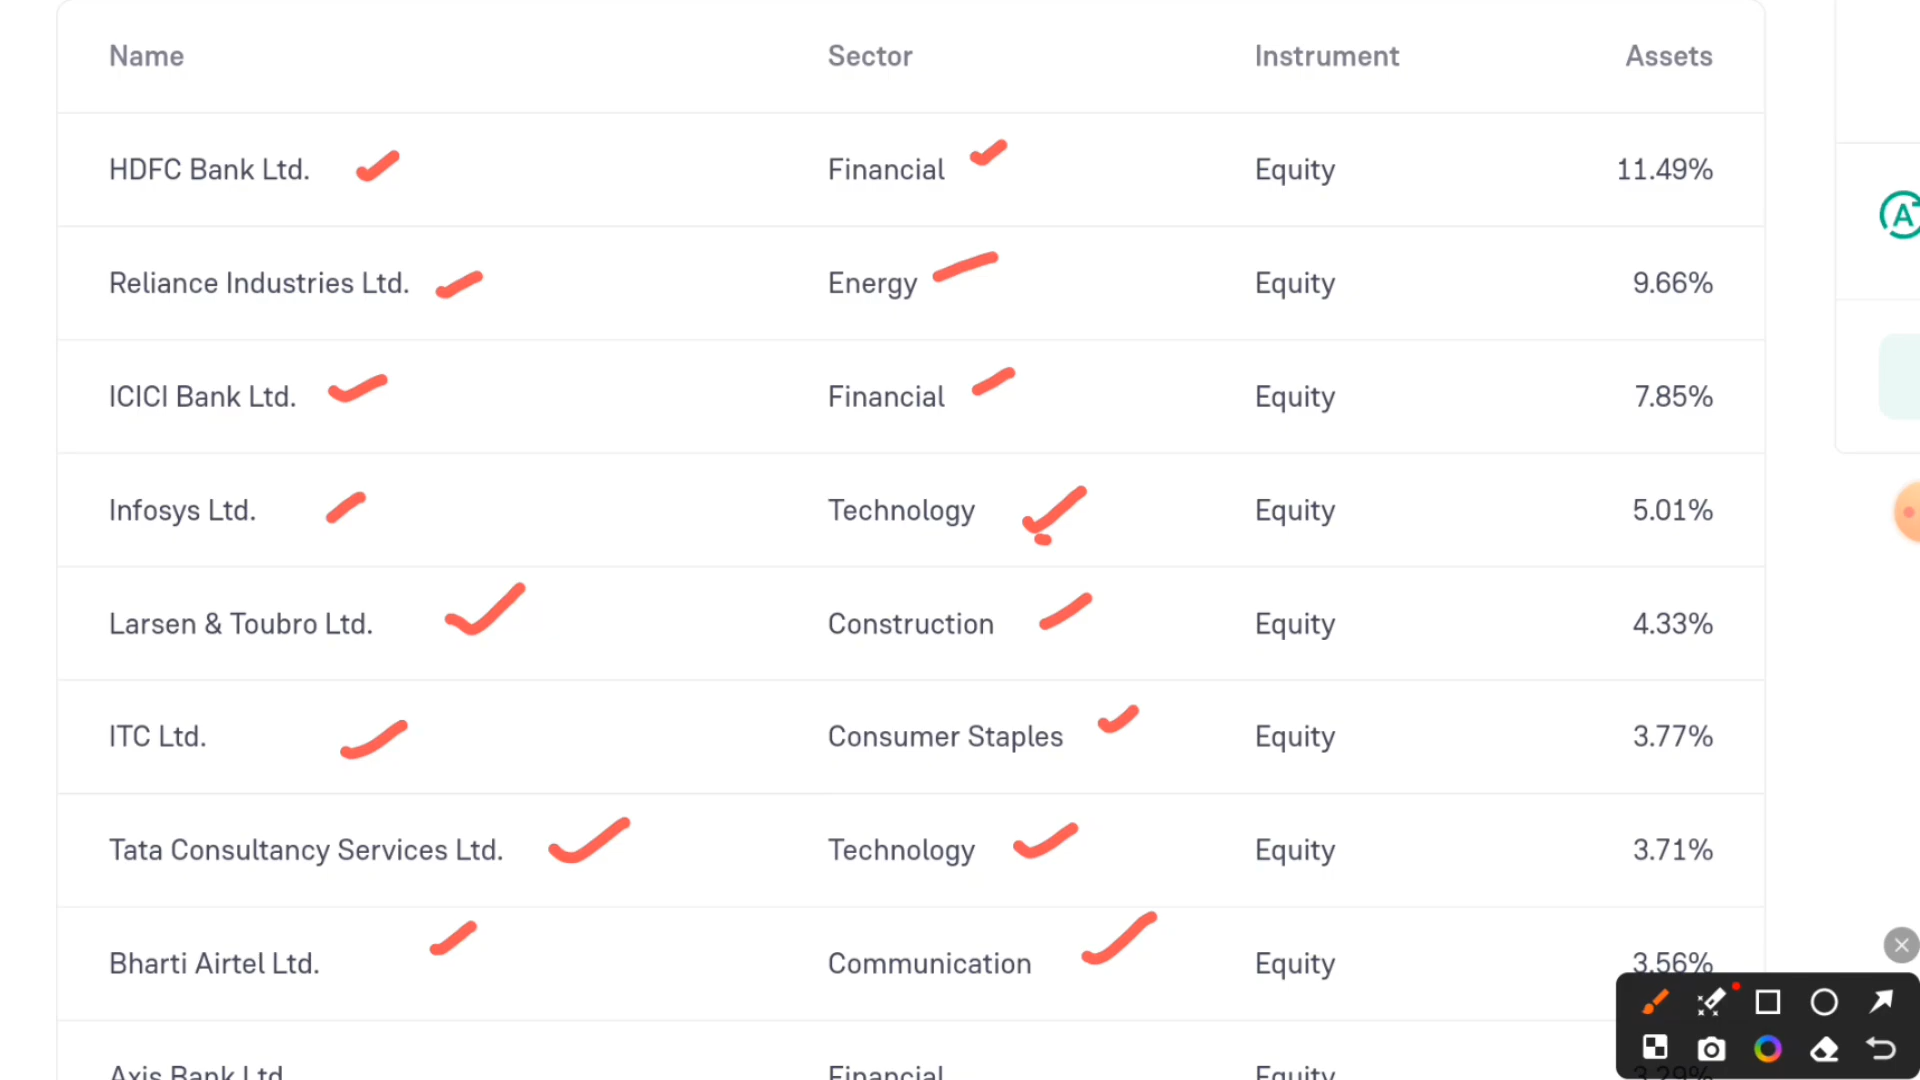 Name Sector Instrument Assets
HDFC Bank Ltd. Financial Equity 11.49%
Reliance Industries Ltd. Energy Equity 9.66%
ICICI Bank Ltd. Financial Equity 7.85%
Infosys Ltd. Technology Equity 5.01%
Larsen & Toubro Ltd. Construction Equity 4.33%
ITC Ltd. Consumer Staples Equity 3.77%
Tata Consultancy Services Ltd. Technology Equity 3.71%
Bharti Airtel Ltd. Communication Equity 3.56%
Axis Bank Ltd. Financial Equity 3.29%
A